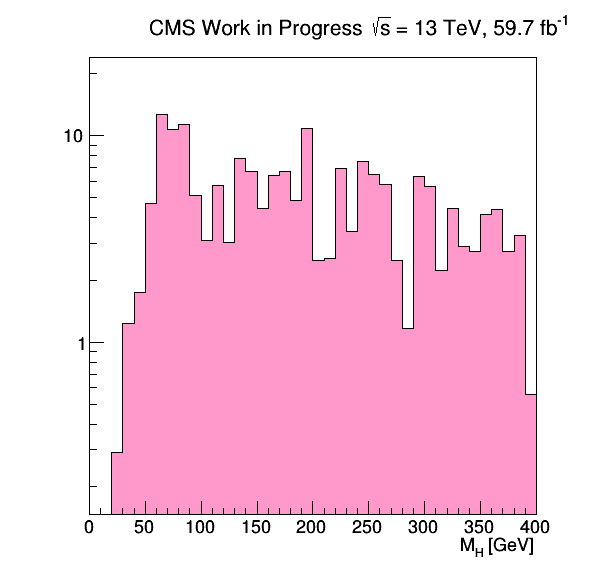 CMS Work in Progress √s = 13 TeV, 59.7 fb⁻¹
10
1
0 50 100 150 200 250 300 350 400
M_H [GeV]